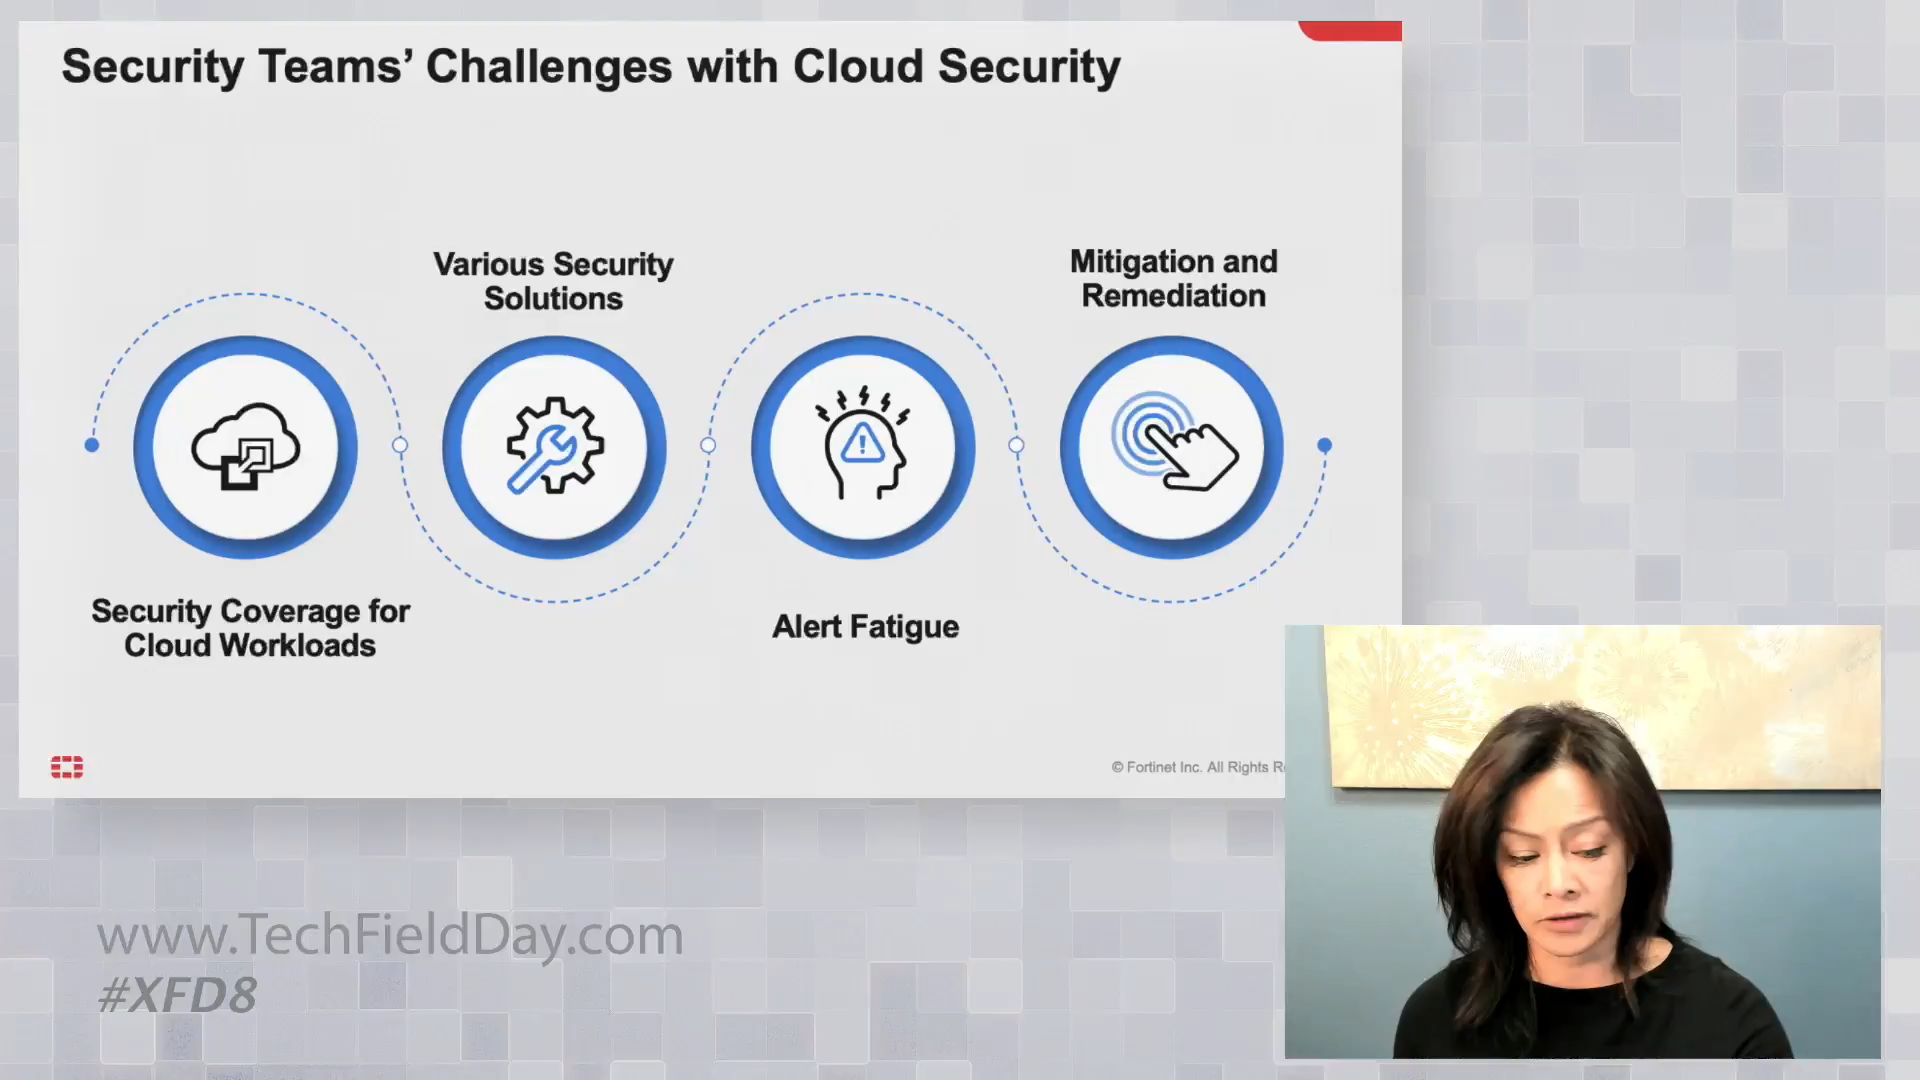 Security Teams’ Challenges with Cloud Security
Various Security
Solutions
Mitigation and
Remediation
Security Coverage for
Cloud Workloads
Alert Fatigue
© Fortinet Inc. All Rights
www.TechFieldDay.com
#XFD8